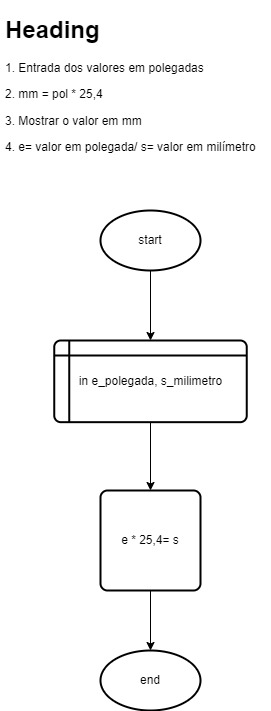 Heading
1. Entrada dos valores em polegadas
2. mm = pol * 25,4
3. Mostrar o valor em mm
4. e= valor em polegada/ s= valor em milímetro
start
in e_polegada, s_milimetro
e * 25,4= s
end